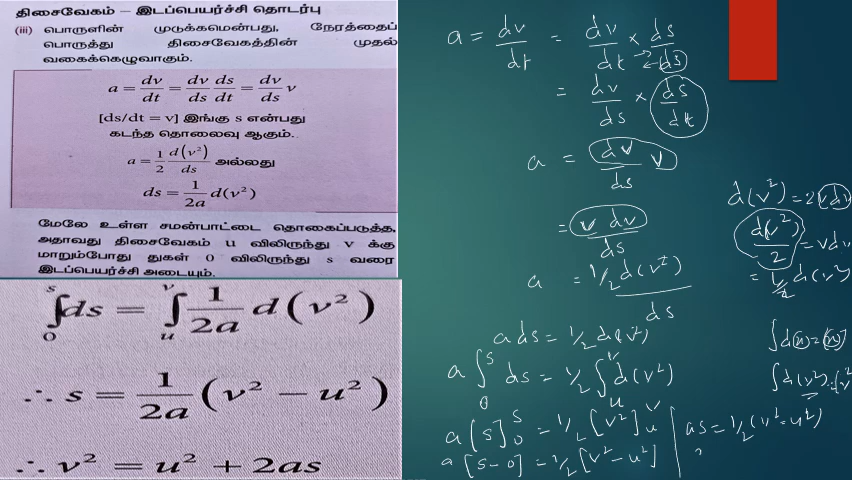 திசைவேகம் – இடப்பெயர்ச்சி தொடர்பு
(iii) பொருளின் முடுக்கமென்பது, நேரத்தைப்
பொருத்து திசைவேகத்தின் முதல்
வகைக்கெழுவாகும்.
a = dv/dt = dv/ds ds/dt = dv/ds v
[ds/dt = v] இங்கு s என்பது
கடந்த தொலைவு ஆகும்.
a = 1/2 d(v²)/ds அல்லது
ds = 1/2a d(v²)
மேலே உள்ள சமன்பாட்டை தொகைப்படுத்த,
அதாவது திசைவேகம் u விலிருந்து v க்கு
மாறும்போது துகள் 0 விலிருந்து s வரை
இடப்பெயர்ச்சி அடையும்.
∫₀ˢ ds = ∫ᵤᵛ 1/2a d(v²)
∴ s = 1/2a (v² − u²)
∴ v² = u² + 2as
a = dv/dt = dv/dt × ds/ds
= dv/ds × ds/dt
a = dv/ds v
= v dv/ds
a = 1/2 d(v²)/ds
a ds = 1/2 d(v²)
a ∫₀ˢ ds = 1/2 ∫ᵤᵛ d(v²)
a [s]₀ˢ = 1/2 [v²]ᵤᵛ
a [s−0] = 1/2 [v² − u²]
as = 1/2 (v² − u²)
d(v²) = 2 v dv
d(v²)/2 = v dv
= 1/2 d(v²)